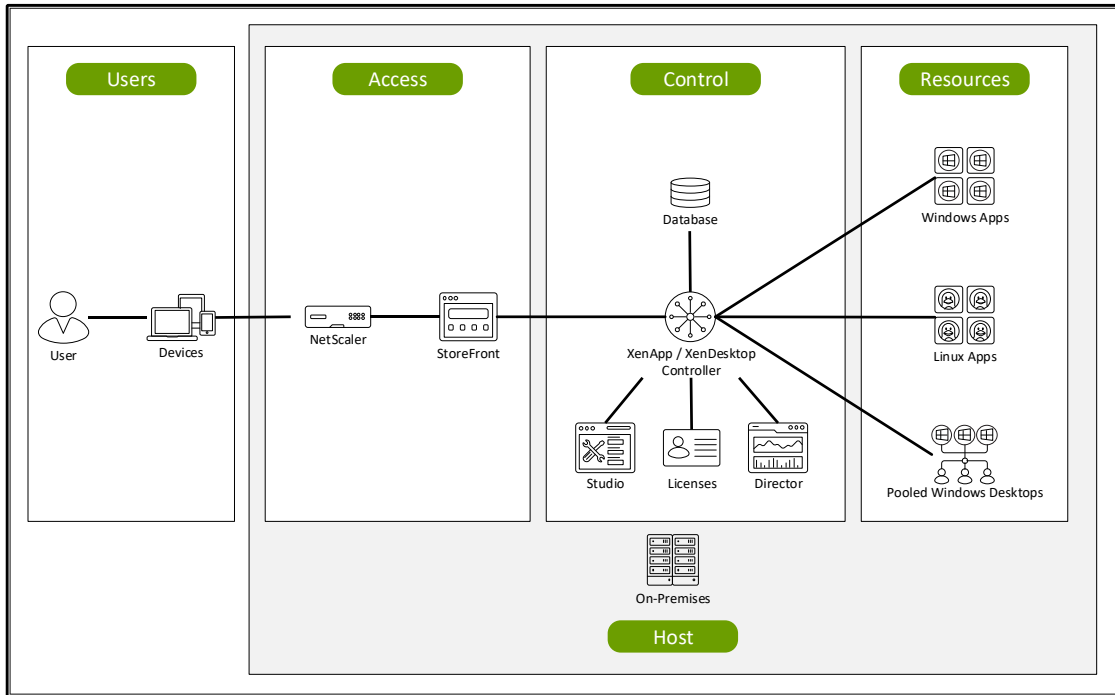 Users
Access
Control
Resources
Windows Apps
Database
NetScaler
StoreFront
User
Devices
XenApp / XenDesktop
Controller
Linux Apps
Studio
Licenses
Director
Pooled Windows Desktops
On-Premises
Host